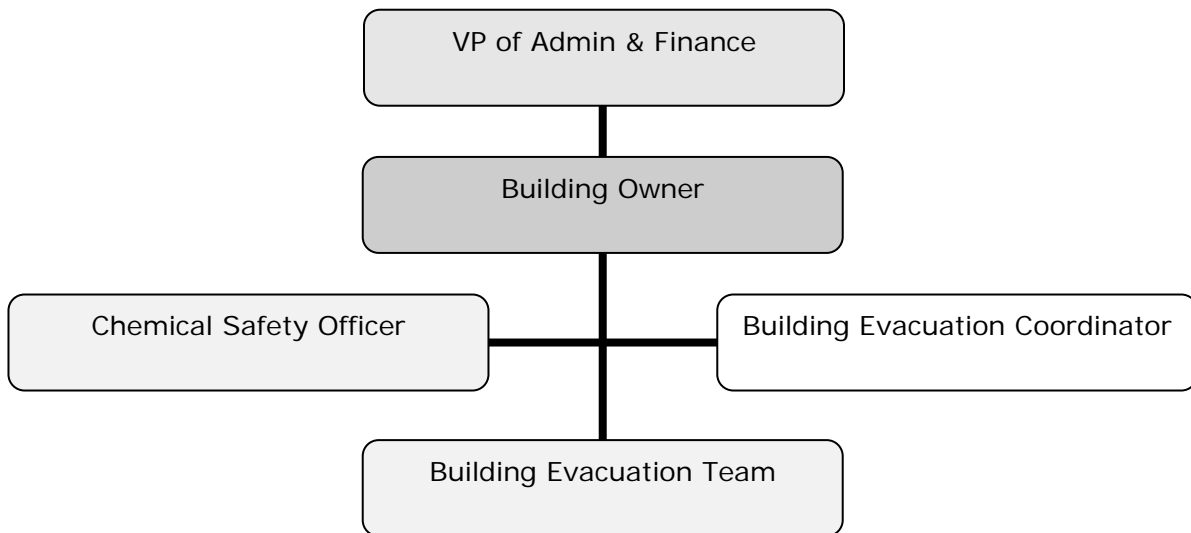 VP of Admin & Finance
Building Owner
Chemical Safety Officer
Building Evacuation Coordinator
Building Evacuation Team